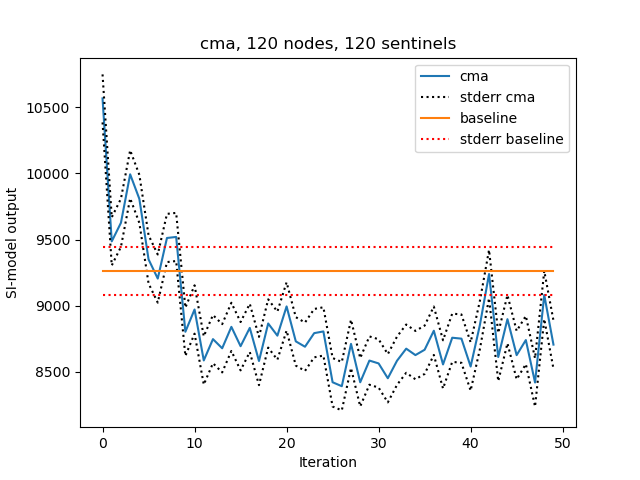 cma, 120 nodes, 120 sentinels
cma
stderr cma
baseline
stderr baseline
SI-model output
10500
10000
9500
9000
8500
0 10 20 30 40 50
Iteration